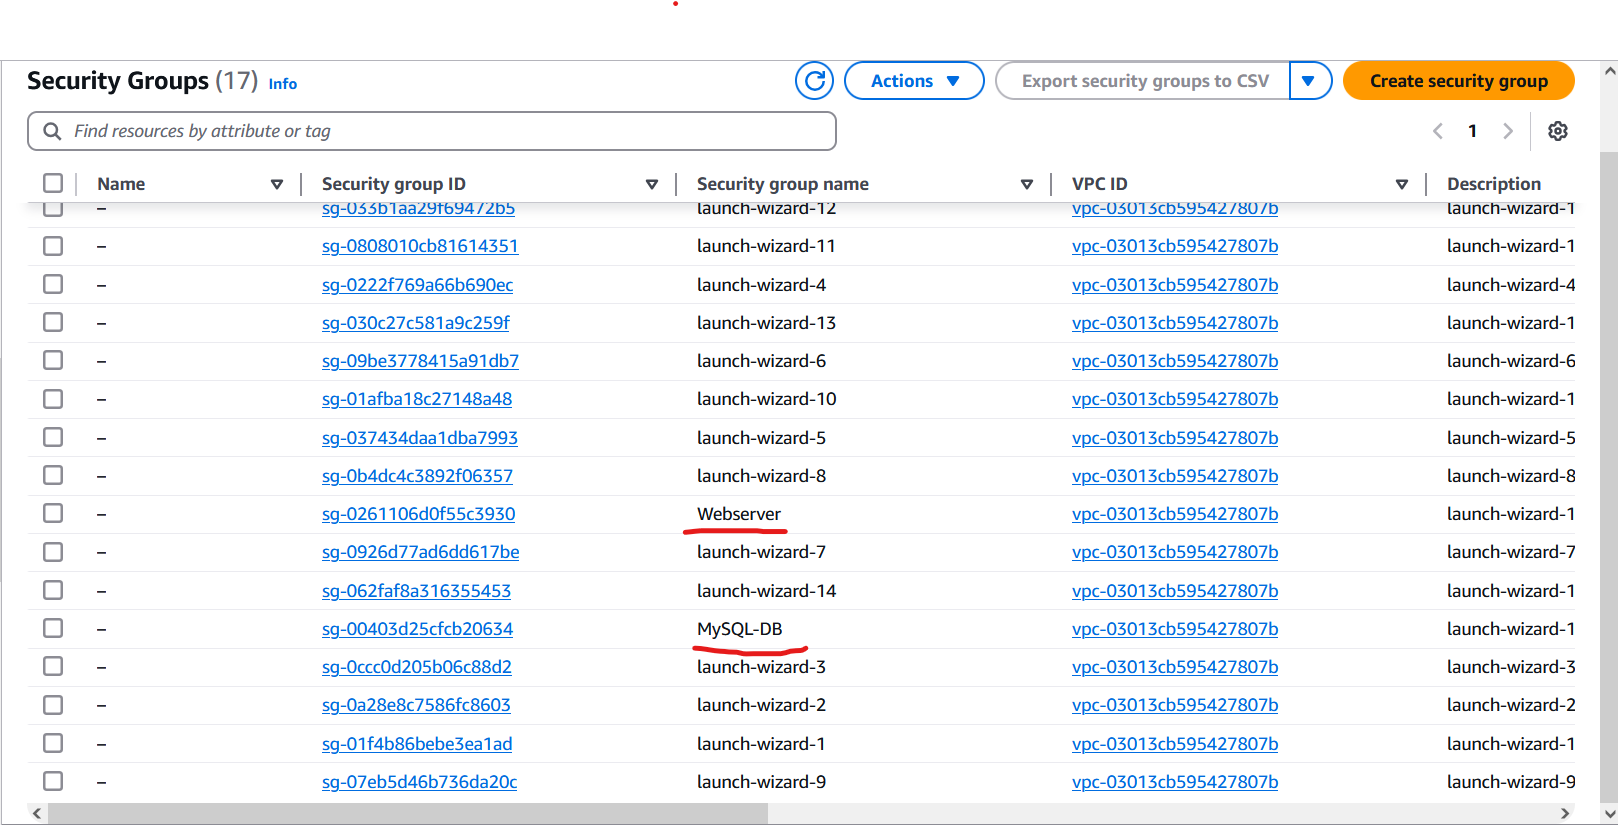 Security Groups (17) Info Actions Export security groups to CSV Create security group
Find resources by attribute or tag 1
Name Security group ID Security group name VPC ID Description
– sg-033b1aa29f69472b5 launch-wizard-12 vpc-03013cb595427807b launch-wizard-1
– sg-0808010cb81614351 launch-wizard-11 vpc-03013cb595427807b launch-wizard-1
– sg-0222f769a66b690ec launch-wizard-4 vpc-03013cb595427807b launch-wizard-4
– sg-030c27c581a9c259f launch-wizard-13 vpc-03013cb595427807b launch-wizard-1
– sg-09be3778415a91db7 launch-wizard-6 vpc-03013cb595427807b launch-wizard-6
– sg-01afba18c27148a48 launch-wizard-10 vpc-03013cb595427807b launch-wizard-1
– sg-037434daa1dba7993 launch-wizard-5 vpc-03013cb595427807b launch-wizard-5
– sg-0b4dc4c3892f06357 launch-wizard-8 vpc-03013cb595427807b launch-wizard-8
– sg-0261106d0f55c3930 Webserver vpc-03013cb595427807b launch-wizard-1
– sg-0926d77ad6dd617be launch-wizard-7 vpc-03013cb595427807b launch-wizard-7
– sg-062faf8a316355453 launch-wizard-14 vpc-03013cb595427807b launch-wizard-1
– sg-00403d25cfcb20634 MySQL-DB vpc-03013cb595427807b launch-wizard-1
– sg-0ccc0d205b06c88d2 launch-wizard-3 vpc-03013cb595427807b launch-wizard-3
– sg-0a28e8c7586fc8603 launch-wizard-2 vpc-03013cb595427807b launch-wizard-2
– sg-01f4b86bebe3ea1ad launch-wizard-1 vpc-03013cb595427807b launch-wizard-1
– sg-07eb5d46b736da20c launch-wizard-9 vpc-03013cb595427807b launch-wizard-9